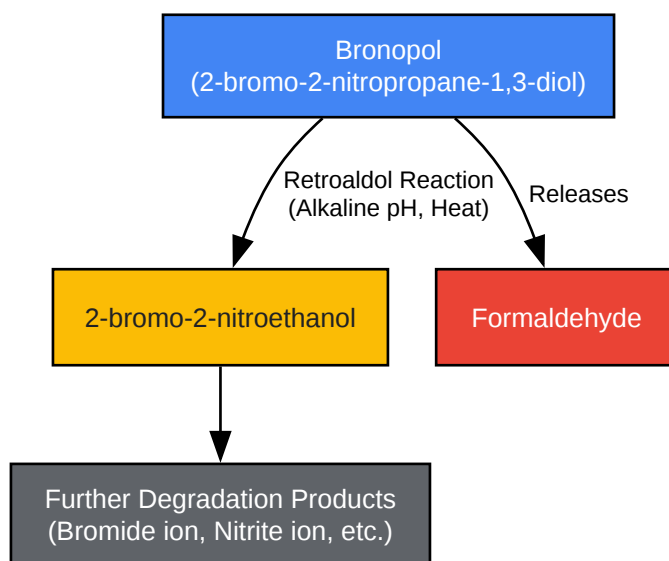 Bronopol
(2-bromo-2-nitropropane-1,3-diol)
Retroaldol Reaction
(Alkaline pH, Heat)
Releases
2-bromo-2-nitroethanol
Formaldehyde
Further Degradation Products
(Bromide ion, Nitrite ion, etc.)